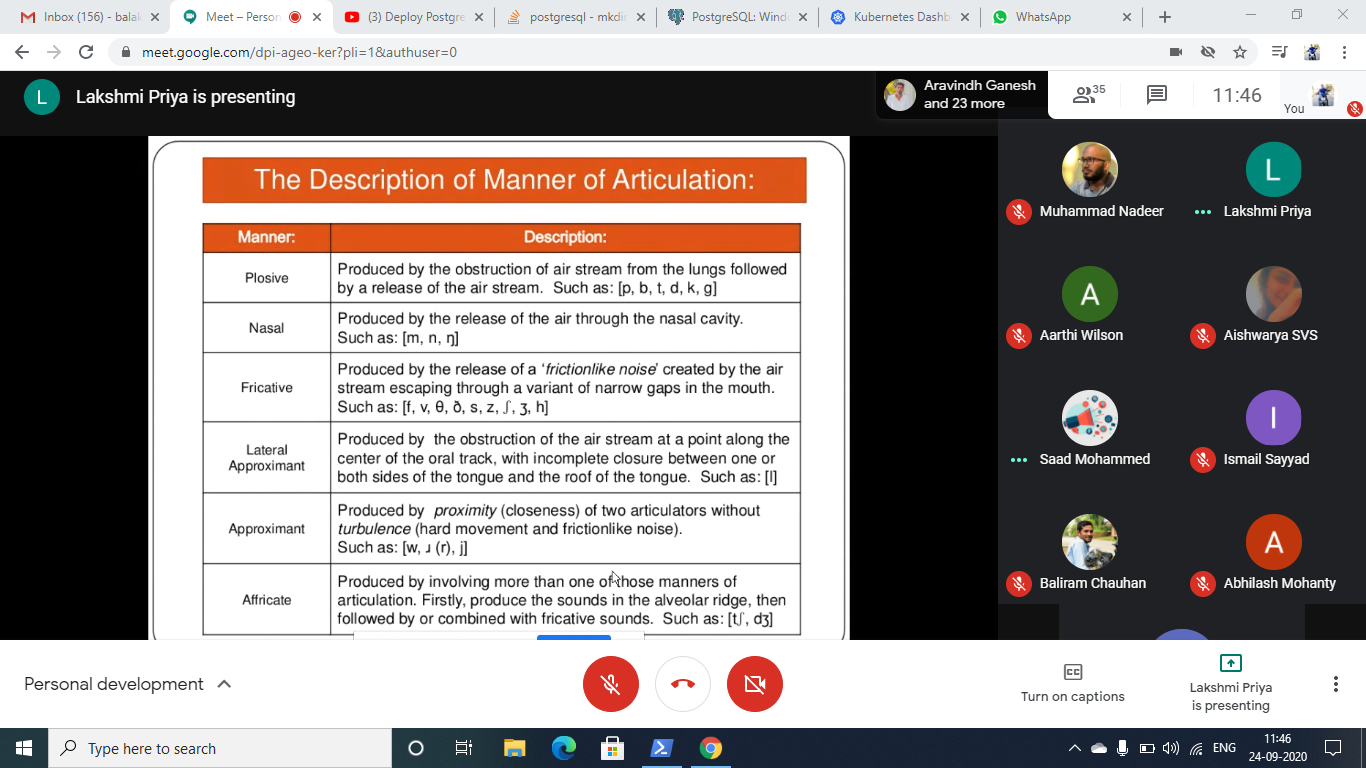 Inbox (156) - balak
Meet – Person
(3) Deploy Postgre
postgresql - mkdir
PostgreSQL: Windo
Kubernetes Dashb
WhatsApp
meet.google.com/dpi-ageo-ker?pli=1&authuser=0
L
Lakshmi Priya is presenting
Aravindh Ganesh
and 23 more
35
11:46
You
The Description of Manner of Articulation:
Manner:
Description:
Plosive
Produced by the obstruction of air stream from the lungs followed
by a release of the air stream. Such as: [p, b, t, d, k, g]
Nasal
Produced by the release of the air through the nasal cavity.
Such as: [m, n, ŋ]
Fricative
Produced by the release of a ‘frictionlike noise’ created by the air
stream escaping through a variant of narrow gaps in the mouth.
Such as: [f, v, θ, ð, s, z, ʃ, ʒ, h]
Lateral
Approximant
Produced by the obstruction of the air stream at a point along the
center of the oral track, with incomplete closure between one or
both sides of the tongue and the roof of the tongue. Such as: [l]
Approximant
Produced by proximity (closeness) of two articulators without
turbulence (hard movement and frictionlike noise).
Such as: [w, ɹ (r), j]
Affricate
Produced by involving more than one of those manners of
articulation. Firstly, produce the sounds in the alveolar ridge, then
followed by or combined with fricative sounds. Such as: [tʃ, dʒ]
Muhammad Nadeer
L
Lakshmi Priya
A
Aarthi Wilson
Aishwarya SVS
Saad Mohammed
I
Ismail Sayyad
Baliram Chauhan
A
Abhilash Mohanty
Personal development
Turn on captions
Lakshmi Priya
is presenting
Type here to search
ENG
11:46
24-09-2020